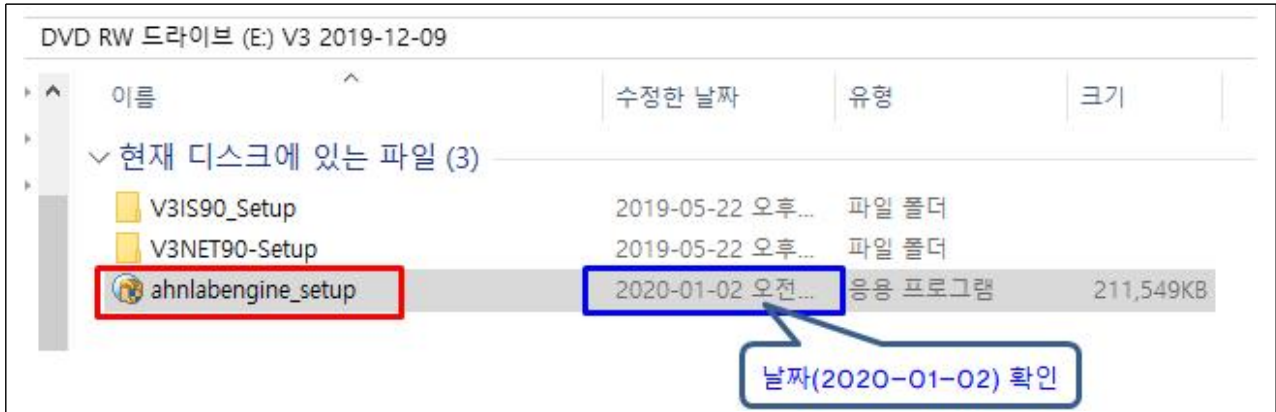 DVD RW 드라이브 (E:) V3 2019-12-09
이름 수정한 날짜 유형 크기
현재 디스크에 있는 파일 (3)
V3IS90_Setup 2019-05-22 오후... 파일 폴더
V3NET90-Setup 2019-05-22 오후... 파일 폴더
ahnlabengine_setup 2020-01-02 오전... 응용 프로그램 211,549KB
날짜(2020-01-02) 확인